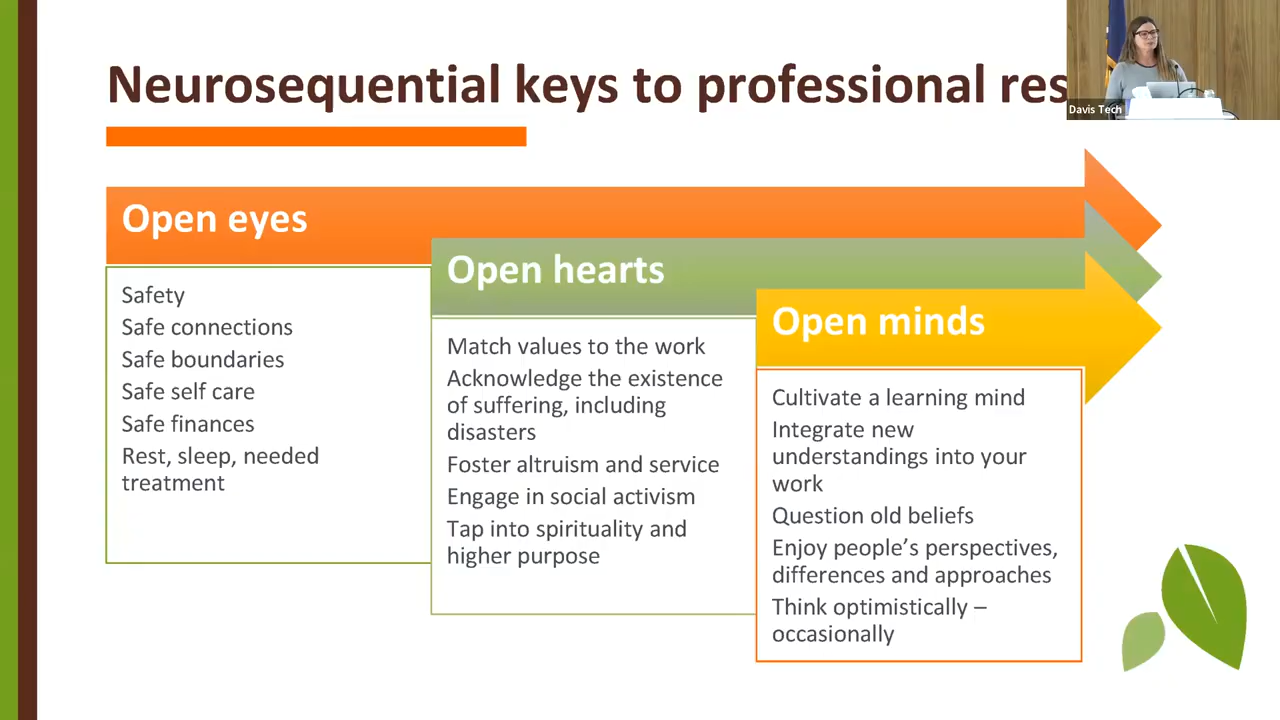 Neurosequential keys to professional res
Davis Tech
Open eyes
Safety
Safe connections
Safe boundaries
Safe self care
Safe finances
Rest, sleep, needed
treatment
Open hearts
Match values to the work
Acknowledge the existence
of suffering, including
disasters
Foster altruism and service
Engage in social activism
Tap into spirituality and
higher purpose
Open minds
Cultivate a learning mind
Integrate new
understandings into your
work
Question old beliefs
Enjoy people’s perspectives,
differences and approaches
Think optimistically –
occasionally